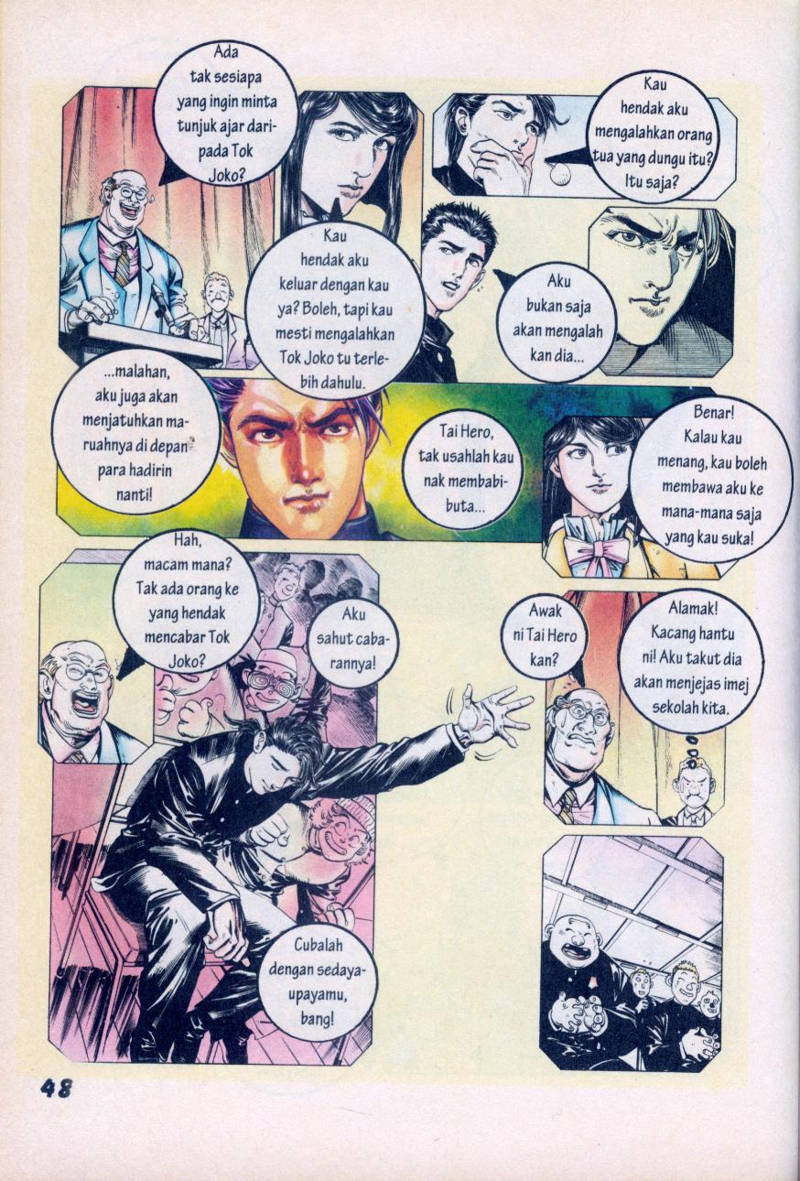 Ada
tak sesiapa
yang ingin minta
tunjuk ajar dari-
pada Tok
Joko?
Kau
hendak aku
keluar dengan kau
ya? Boleh, tapi kau
mesti mengalahkan
Tok Joko tu terle-
bih dahulu.
Kau
hendak aku
mengalahkan orang
tua yang dungu itu?
Itu saja?
Aku
bukan saja
akan mengalah
kan dia...
...malahan,
aku juga akan
menjatuhkan ma-
ruahnya di depan
para hadirin
nanti!
Tai Hero,
tak usahlah kau
nak membabi-
buta...
Benar!
Kalau kau
menang, kau boleh
membawa aku ke
mana-mana saja
yang kau suka!
Hah,
macam mana?
Tak ada orang ke
yang hendak
mencabar Tok
Joko?
Aku
sahut caba-
rannya!
Cubalah
dengan sedaya-
upayamu,
bang!
Awak
ni Tai Hero
kan?
Alamak!
Kacang hantu
ni! Aku takut dia
akan menjejas imej
sekolah kita.
48